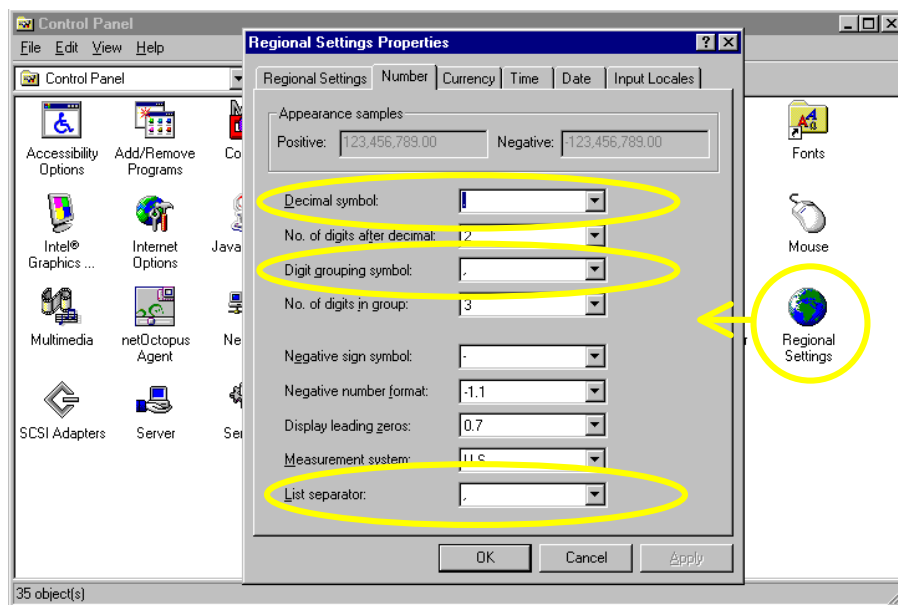 Control Panel
File Edit View Help
Control Panel
Accessibility Options
Add/Remove Programs
Intel® Graphics ...
Internet Options
Multimedia
netOctopus Agent
SCSI Adapters
Server
Regional Settings Properties
Regional Settings Number Currency Time Date Input Locales
Appearance samples
Positive: 123,456,789.00 Negative: -123,456,789.00
Decimal symbol: .
No. of digits after decimal: 2
Digit grouping symbol: ,
No. of digits in group: 3
Negative sign symbol: -
Negative number format: -1.1
Display leading zeros: 0.7
Measurement system: U.S.
List separator: ,
OK Cancel Apply
Fonts
Mouse
Regional Settings
35 object(s)